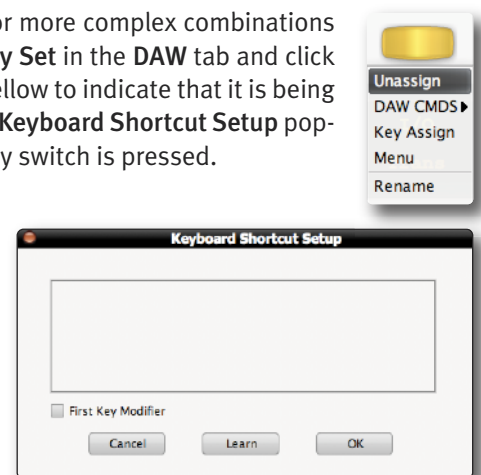 or more complex combinations
y Set in the DAW tab and click
ellow to indicate that it is being
Keyboard Shortcut Setup pop-
y switch is pressed.
Unassign
DAW CMDS
Key Assign
Menu
Rename
Keyboard Shortcut Setup
First Key Modifier
Cancel Learn OK